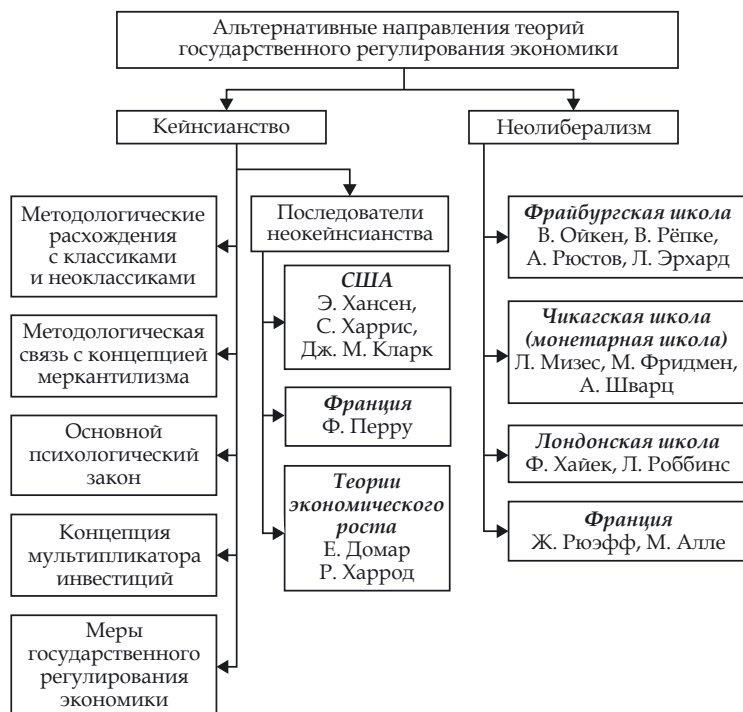 Альтернативные направления теорий
государственного регулирования экономики
Кейнсианство
Неолиберализм
Методологические
расхождения
с классиками
и неоклассиками
Методологическая
связь с концепцией
меркантилизма
Основной
психологический
закон
Концепция
мультипликатора
инвестиций
Меры
государственного
регулирования
экономики
Последователи
неокейнсианства
США
Э. Хансен,
С. Харрис,
Дж. М. Кларк
Франция
Ф. Перру
Теории
экономического
роста
Е. Домар
Р. Харрод
Фрайбургская школа
В. Ойкен, В. Рёпке,
А. Рюстов, Л. Эрхард
Чикагская школа
(монетарная школа)
Л. Мизес, М. Фридмен,
А. Шварц
Лондонская школа
Ф. Хайек, Л. Роббинс
Франция
Ж. Рюэфф, М. Алле